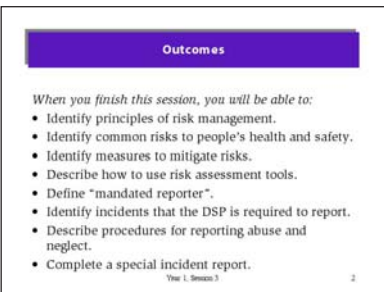 Outcomes
When you finish this session, you will be able to:
• Identify principles of risk management.
• Identify common risks to people's health and safety.
• Identify measures to mitigate risks.
• Describe how to use risk assessment tools.
• Define “mandated reporter”.
• Identify incidents that the DSP is required to report.
• Describe procedures for reporting abuse and
neglect.
• Complete a special incident report.
Year 1, Session 3 2